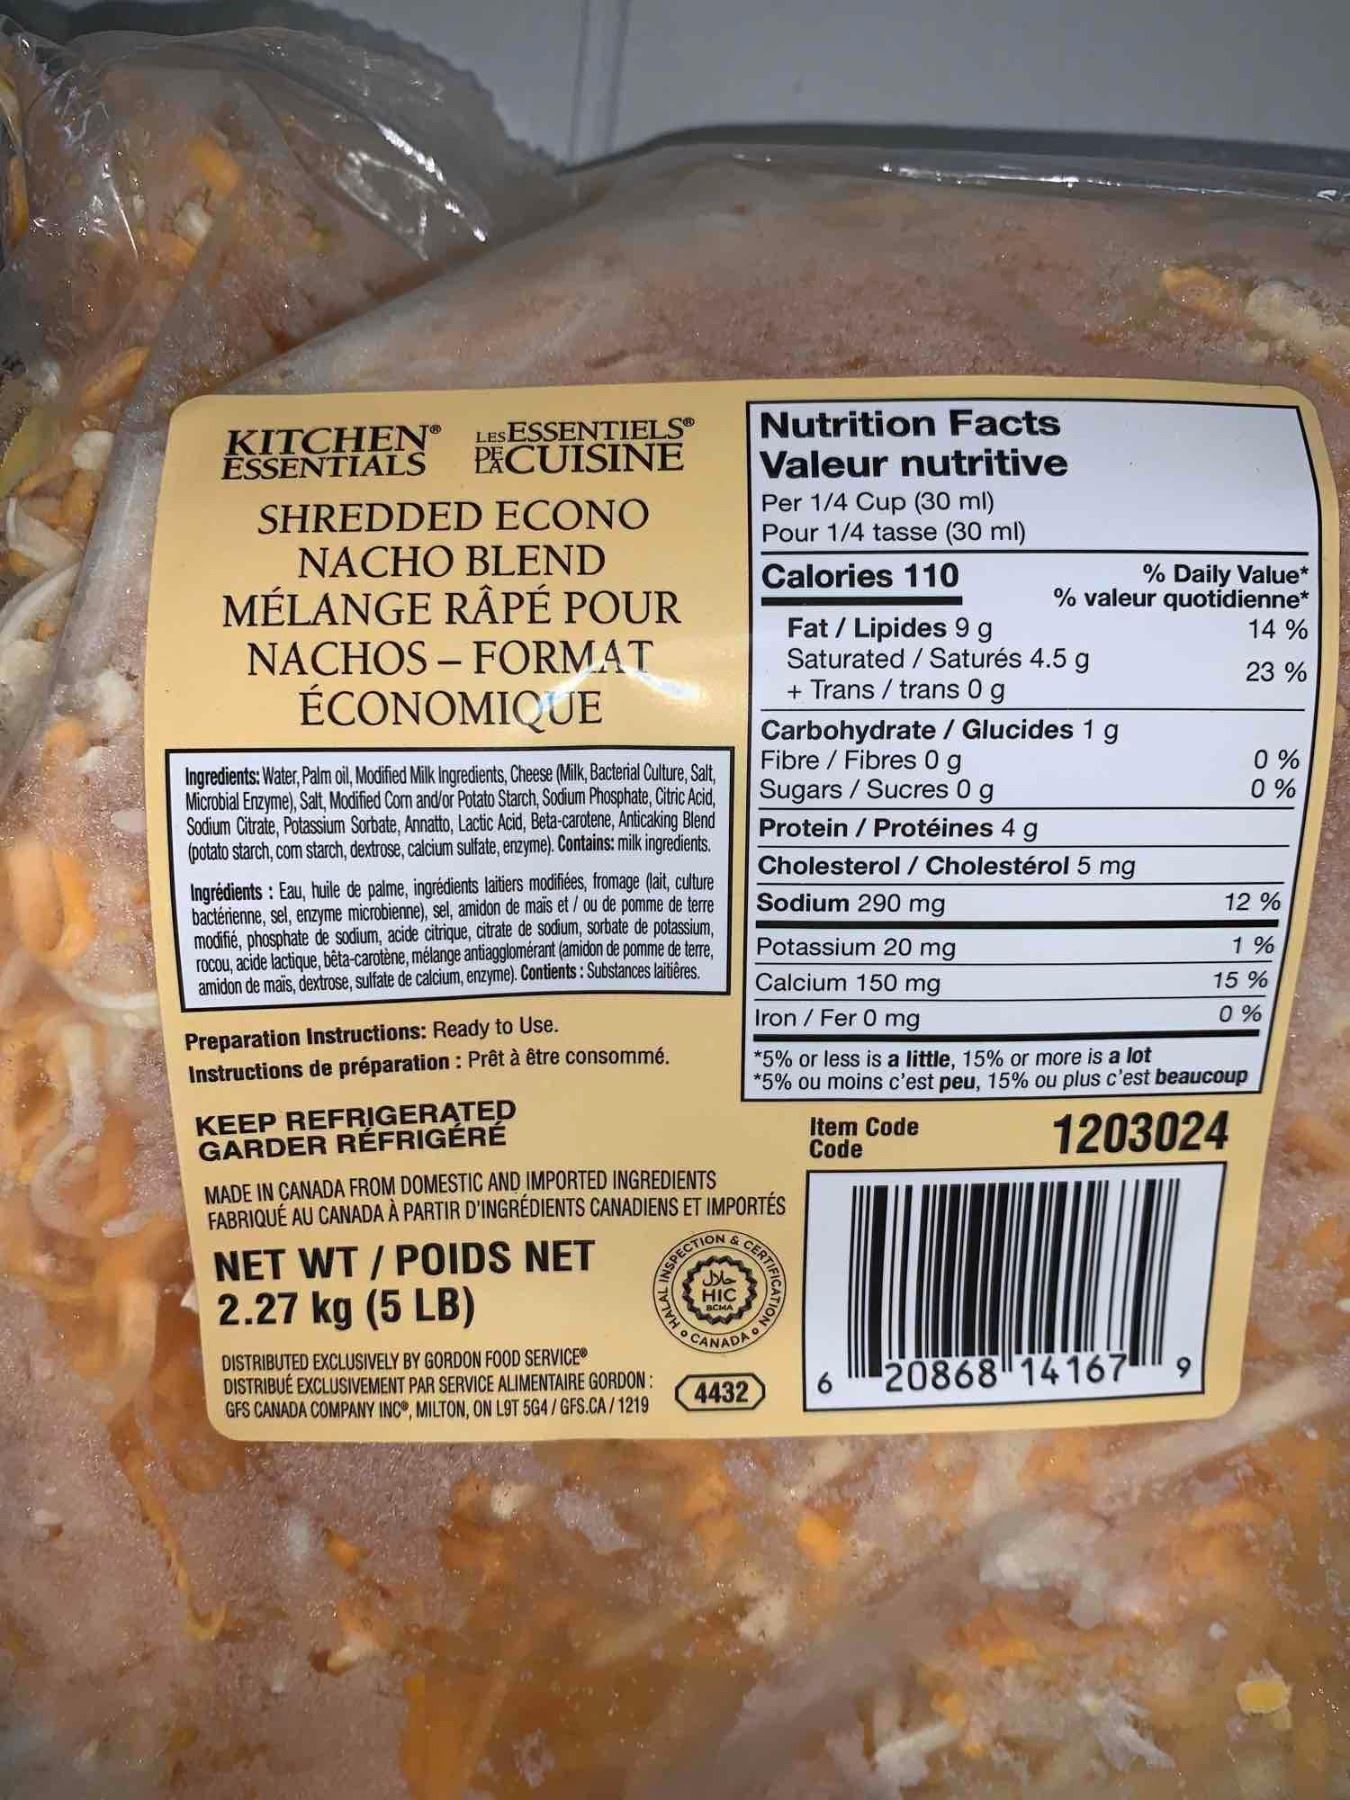 KITCHEN® ESSENTIALS
LES ESSENTIELS® DE LA CUISINE
SHREDDED ECONO
NACHO BLEND
MÉLANGE RÂPÉ POUR
NACHOS – FORMAT
ÉCONOMIQUE
Ingredients: Water, Palm oil, Modified Milk Ingredients, Cheese (Milk, Bacterial Culture, Salt,
Microbial Enzyme), Salt, Modified Corn and/or Potato Starch, Sodium Phosphate, Citric Acid,
Sodium Citrate, Potassium Sorbate, Annatto, Lactic Acid, Beta-carotene, Anticaking Blend
(potato starch, corn starch, dextrose, calcium sulfate, enzyme). Contains: milk ingredients.
Ingrédients : Eau, huile de palme, ingrédients laitiers modifiées, fromage (lait, culture
bactérienne, sel, enzyme microbienne), sel, amidon de maïs et / ou de pomme de terre
modifié, phosphate de sodium, acide citrique, citrate de sodium, sorbate de potassium,
rocou, acide lactique, bêta-carotène, mélange antiagglomérant (amidon de pomme de terre,
amidon de maïs, dextrose, sulfate de calcium, enzyme). Contients : Substances laitiêres.
Preparation Instructions: Ready to Use.
Instructions de préparation : Prêt à être consommé.
KEEP REFRIGERATED
GARDER RÉFRIGÉRÉ
MADE IN CANADA FROM DOMESTIC AND IMPORTED INGREDIENTS
FABRIQUÉ AU CANADA À PARTIR D'INGRÉDIENTS CANADIENS ET IMPORTÉS
NET WT / POIDS NET
2.27 kg (5 LB)
HALAL INSPECTION & CERTIFICATION
حلال
HIC
BCMA
CANADA
DISTRIBUTED EXCLUSIVELY BY GORDON FOOD SERVICE®
DISTRIBUÉ EXCLUSIVEMENT PAR SERVICE ALIMENTAIRE GORDON :
GFS CANADA COMPANY INC®, MILTON, ON L9T 5G4 / GFS.CA / 1219
4432
Nutrition Facts
Valeur nutritive
Per 1/4 Cup (30 ml)
Pour 1/4 tasse (30 ml)
Calories 110
% Daily Value*
% valeur quotidienne*
Fat / Lipides 9 g 14 %
Saturated / Saturés 4.5 g
+ Trans / trans 0 g 23 %
Carbohydrate / Glucides 1 g
Fibre / Fibres 0 g 0 %
Sugars / Sucres 0 g 0 %
Protein / Protéines 4 g
Cholesterol / Cholestérol 5 mg
Sodium 290 mg 12 %
Potassium 20 mg 1 %
Calcium 150 mg 15 %
Iron / Fer 0 mg 0 %
*5% or less is a little, 15% or more is a lot
*5% ou moins c'est peu, 15% ou plus c'est beaucoup
Item Code
Code
1203024
6 20868 14167 9